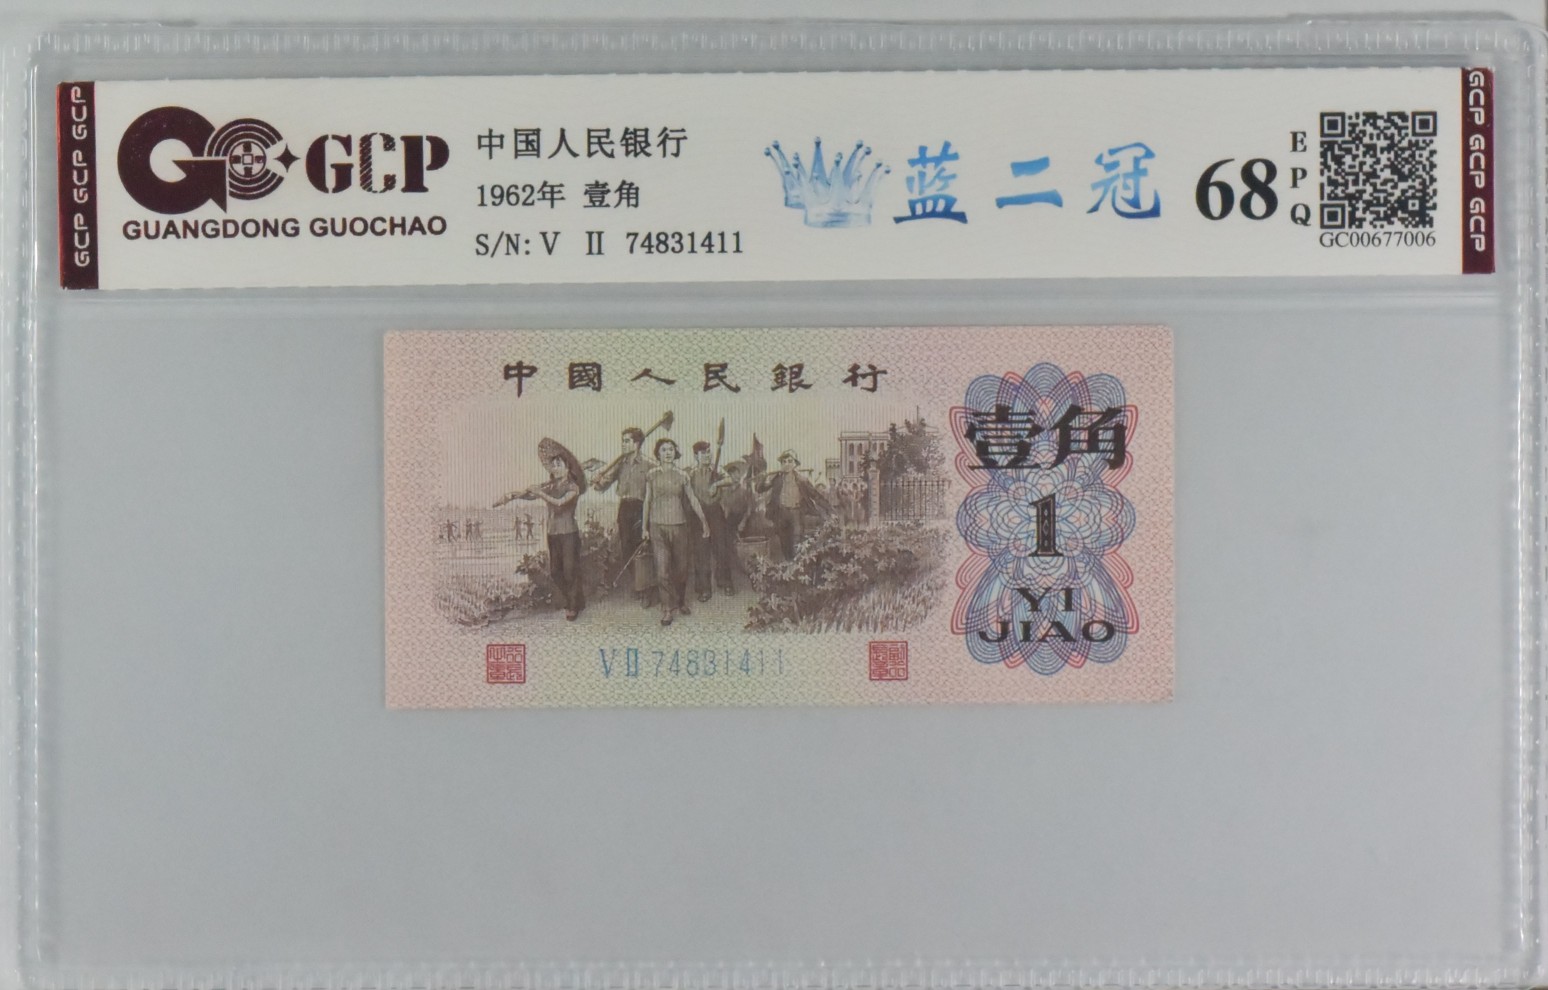 GCP GCP GCP
GCP
GUANGDONG GUOCHAO
中国人民银行
1962年 壹角
S/N: V Ⅱ 74831411
蓝二冠
68
EPQ
GC00677006
GCP GCP GCP
中國人民銀行
壹角
1
YI
JIAO
VⅡ 74831411